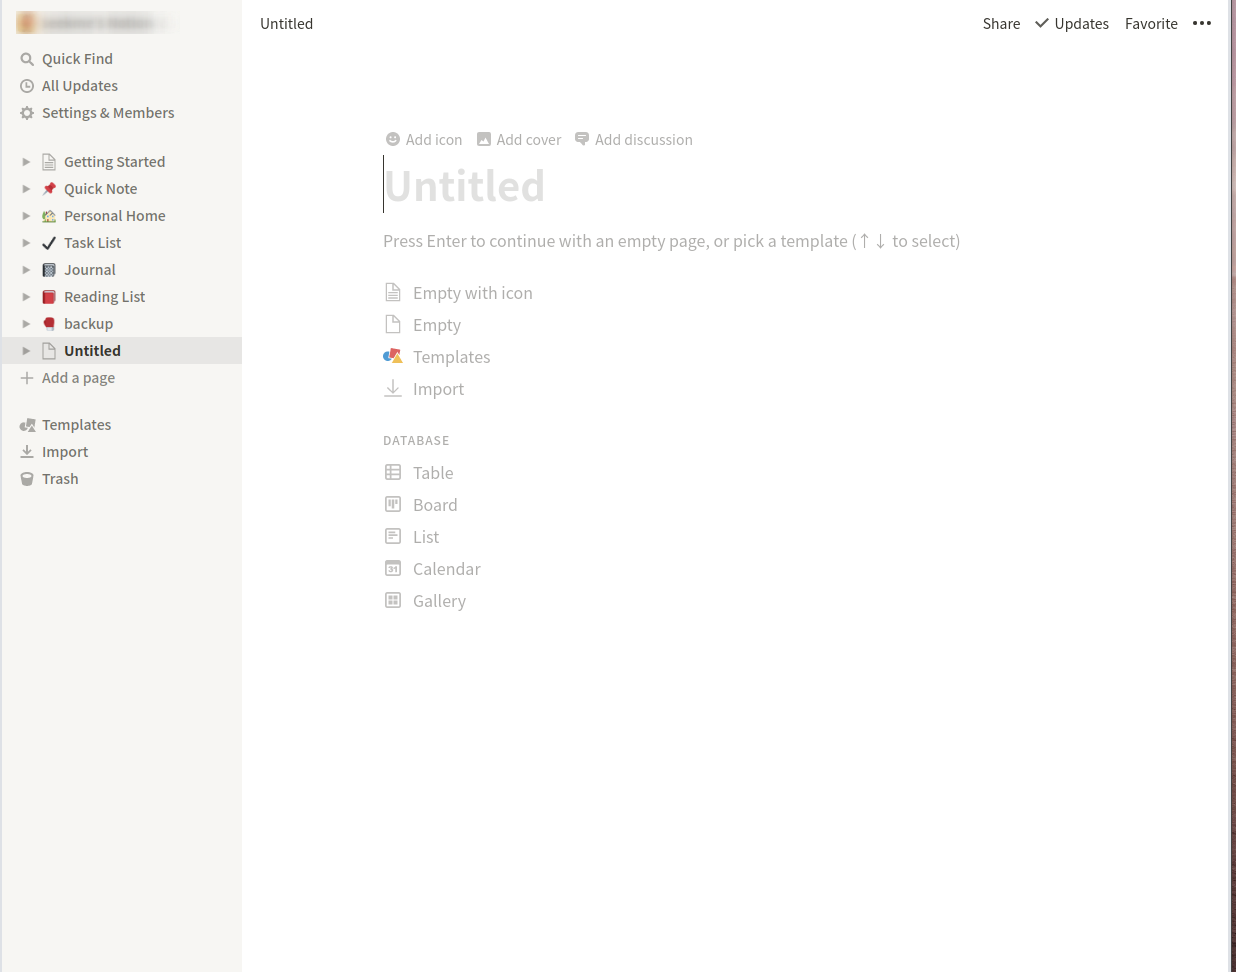 Untitled
Share Updates Favorite •••
Quick Find
All Updates
Settings & Members
Getting Started
Quick Note
Personal Home
Task List
Journal
Reading List
backup
Untitled
Add a page
Templates
Import
Trash
Add icon Add cover Add discussion
Untitled
Press Enter to continue with an empty page, or pick a template (↑ ↓ to select)
Empty with icon
Empty
Templates
Import
DATABASE
Table
Board
List
31 Calendar
Gallery